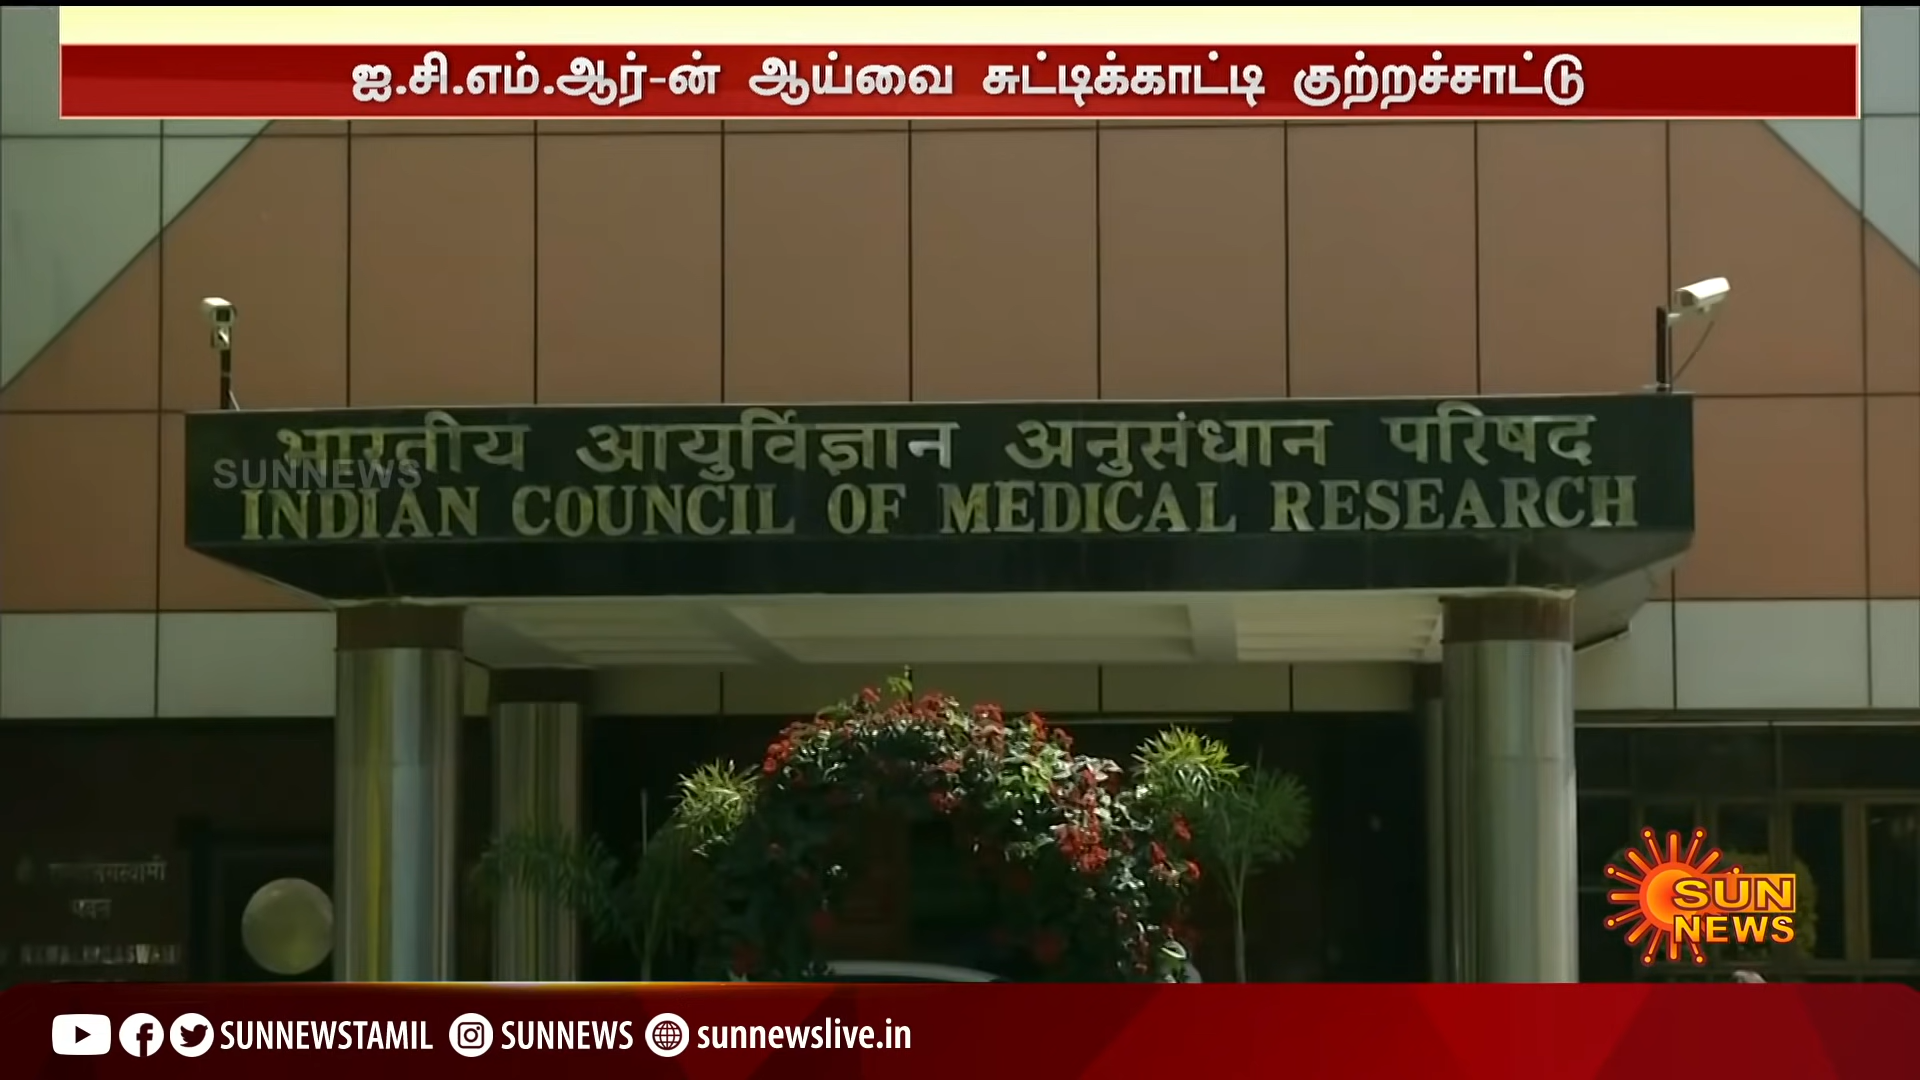 ஐ.சி.எம்.ஆர்-ன் ஆய்வை சுட்டிக்காட்டி குற்றச்சாட்டு
भारतीय आयुर्विज्ञान अनुसंधान परिषद
SUNNEWS
INDIAN COUNCIL OF MEDICAL RESEARCH
SUN
NEWS
SUNNEWSTAMIL SUNNEWS sunnewslive.in